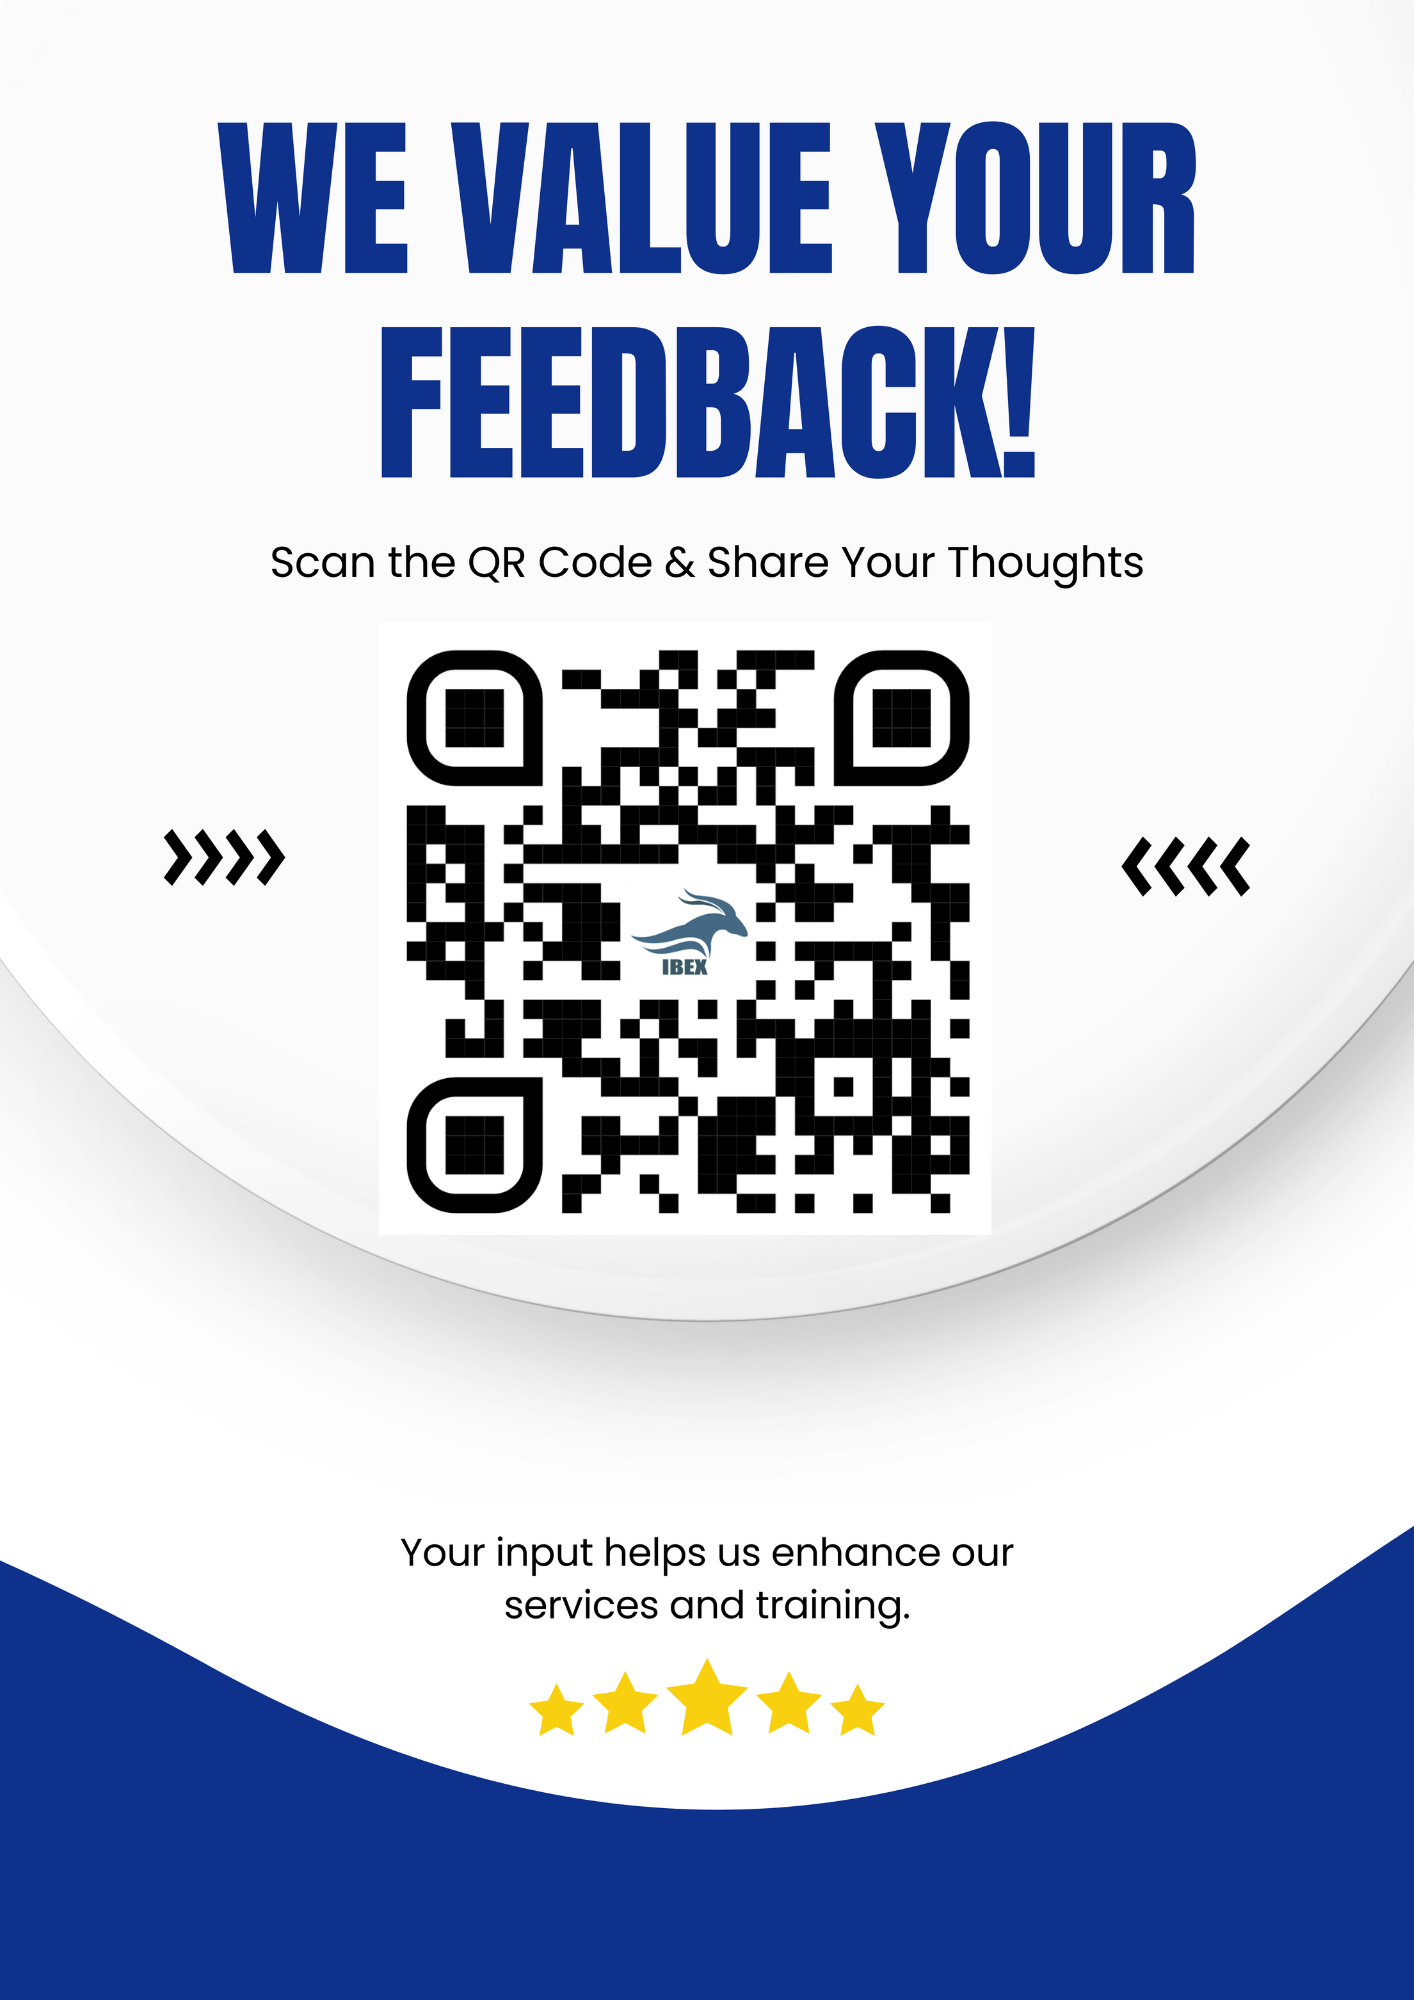 WE VALUE YOUR
FEEDBACK!
Scan the QR Code & Share Your Thoughts
IBEX
Your input helps us enhance our
services and training.